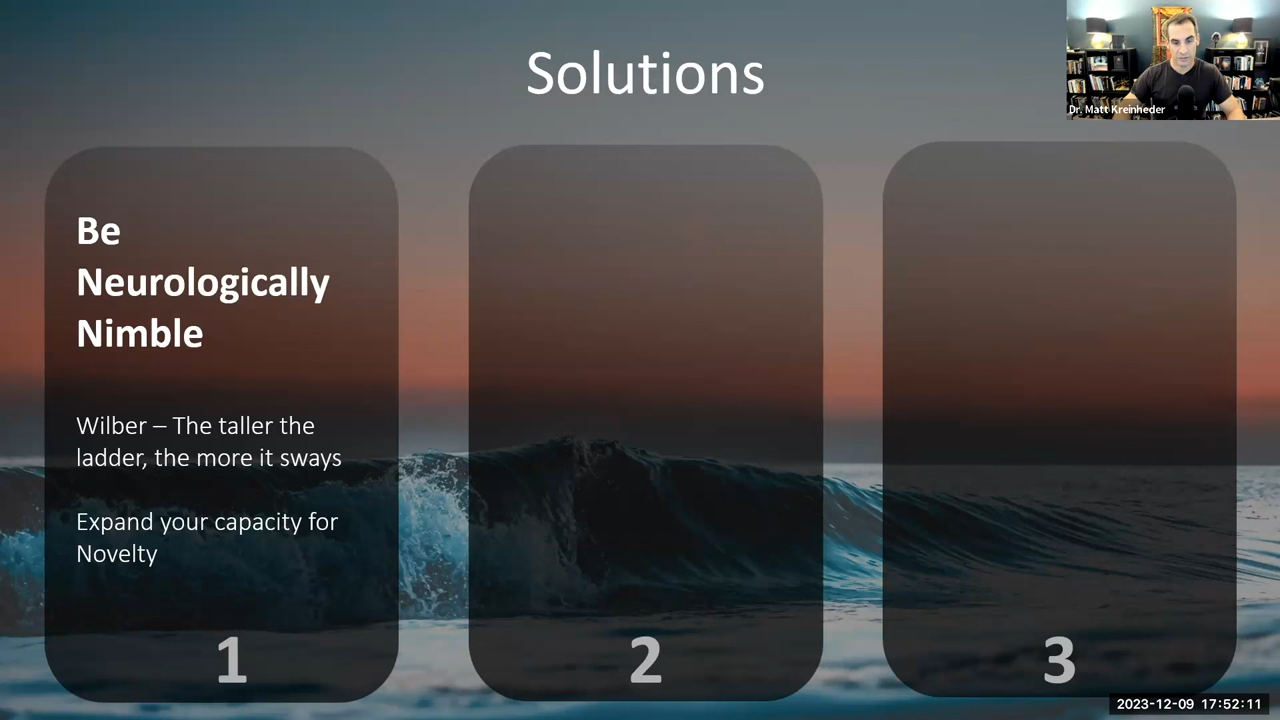 Solutions
Dr. Matt Kreinheder
Be
Neurologically
Nimble
Wilber – The taller the
ladder, the more it sways
Expand your capacity for
Novelty
1
2
3
2023-12-09 17:52:11